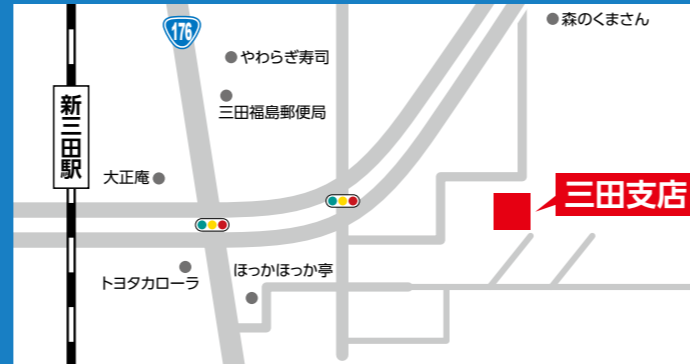 森のくまさん
176
やわらぎ寿司
三田福島郵便局
新三田駅
大正庵
三田支店
トヨタカローラ
ほっかほっか亭